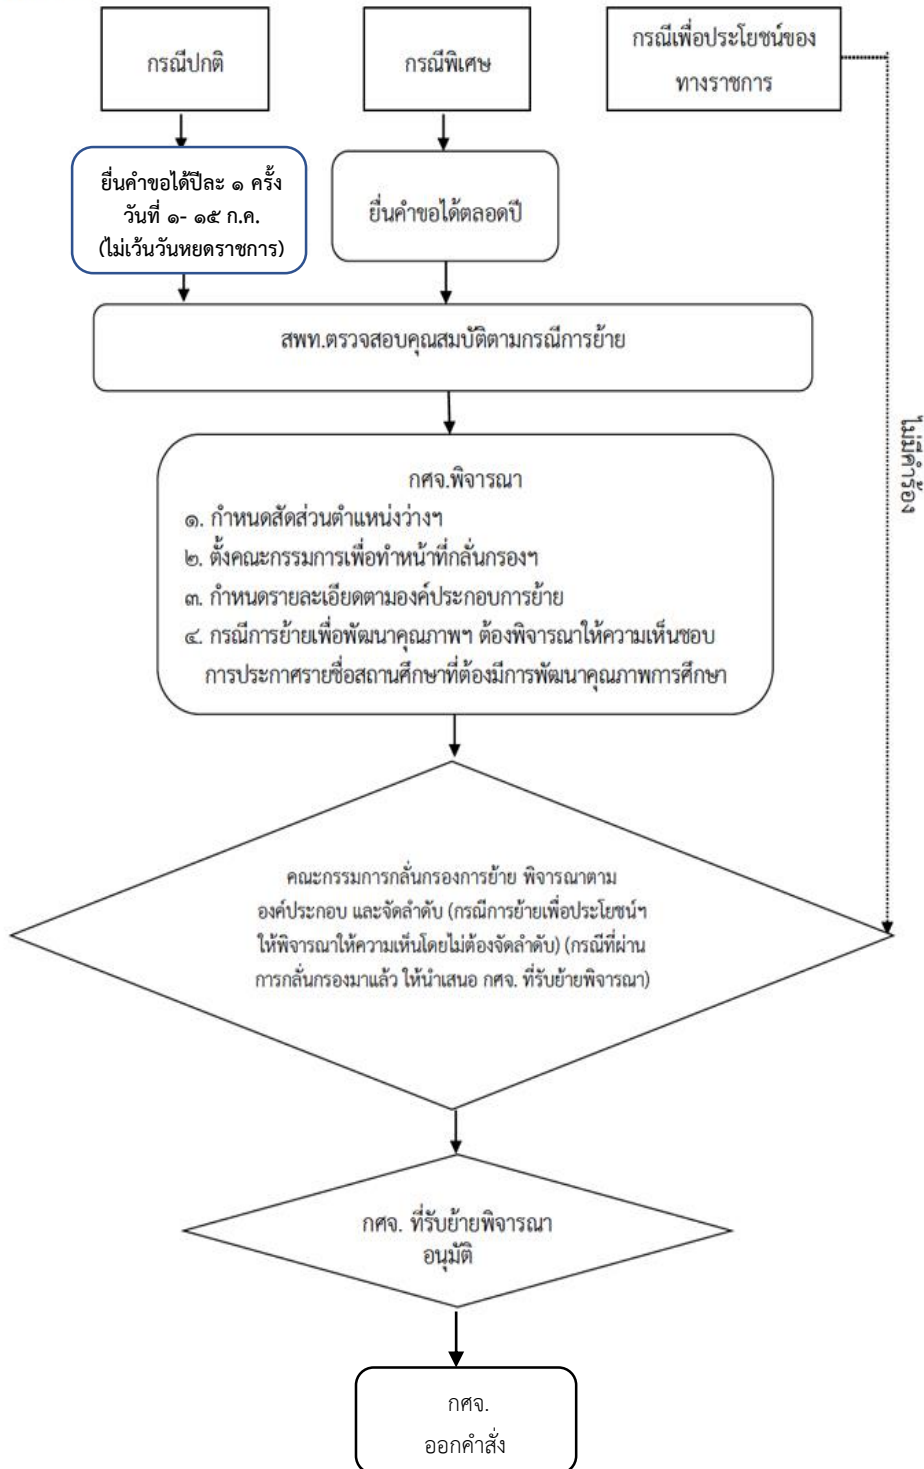 กรณีปกติ
กรณีพิเศษ
กรณีเพื่อประโยชน์ของ
ทางราชการ
ยื่นคำขอได้ปีละ ๑ ครั้ง
วันที่ ๑- ๑๕ ก.ค.
(ไม่เว้นวันหยดราชการ)
ยื่นคำขอได้ตลอดปี
สพท.ตรวจสอบคุณสมบัติตามกรณีการย้าย
ไม่มีคำร้อง
กศจ.พิจารณา
๑. กำหนดสัดส่วนตำแหน่งว่างฯ
๒. ตั้งคณะกรรมการเพื่อทำหน้าที่กลั่นกรองฯ
๓. กำหนดรายละเอียดตามองค์ประกอบการย้าย
๔. กรณีการย้ายเพื่อพัฒนาคุณภาพฯ ต้องพิจารณาให้ความเห็นชอบ
การประกาศรายชื่อสถานศึกษาที่ต้องมีการพัฒนาคุณภาพการศึกษา
คณะกรรมการกลั่นกรองการย้าย พิจารณาตาม
องค์ประกอบ และจัดลำดับ (กรณีการย้ายเพื่อประโยชน์ฯ
ให้พิจารณาให้ความเห็นโดยไม่ต้องจัดลำดับ) (กรณีที่ผ่าน
การกลั่นกรองมาแล้ว ให้นำเสนอ กศจ. ที่รับย้ายพิจารณา)
กศจ. ที่รับย้ายพิจารณา
อนุมัติ
กศจ.
ออกคำสั่ง